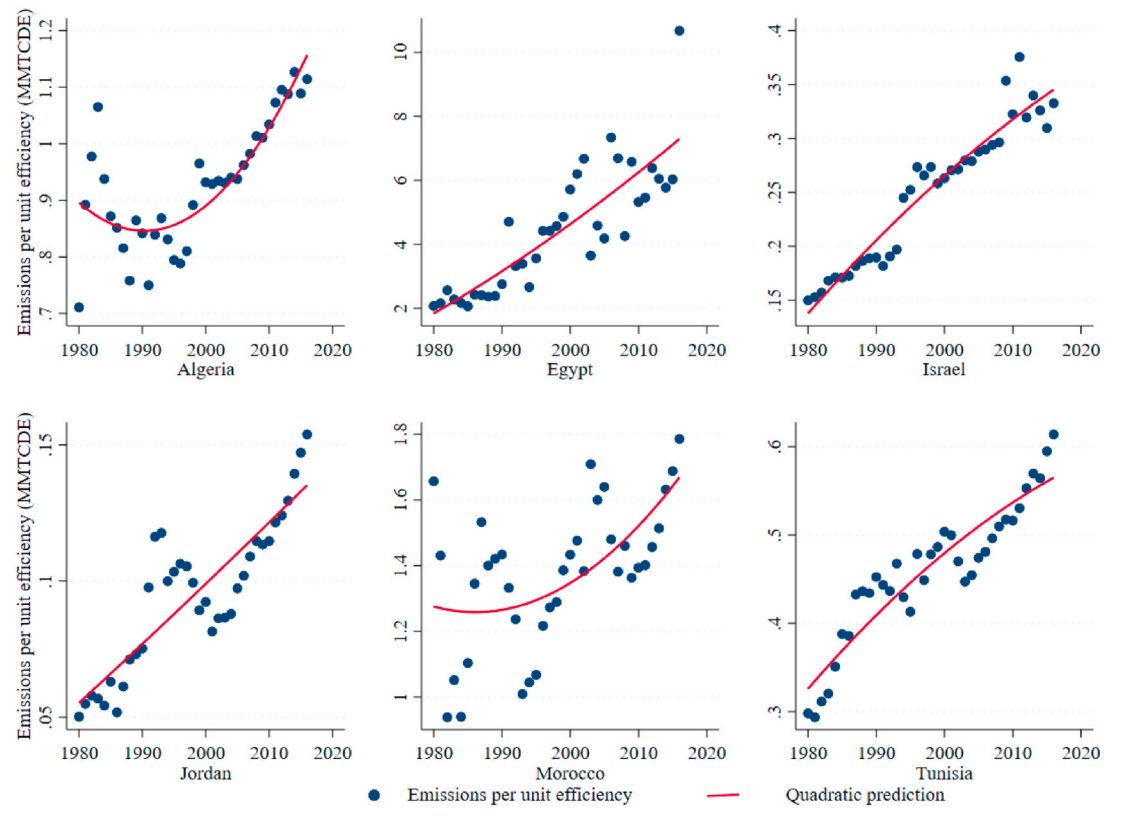 Emissions per unit efficiency (MMTCDE)
1.2
1.1
1
.9
.8
.7
1980 1990 2000 2010 2020
Algeria
10
8
6
4
2
1980 1990 2000 2010 2020
Egypt
.4
.35
.3
.25
.2
.15
1980 1990 2000 2010 2020
Israel
Emissions per unit efficiency (MMTCDE)
.15
.1
.05
1980 1990 2000 2010 2020
Jordan
1.8
1.6
1.4
1.2
1
1980 1990 2000 2010 2020
Morocco
.6
.5
.4
.3
1980 1990 2000 2010 2020
Tunisia
Emissions per unit efficiency Quadratic prediction